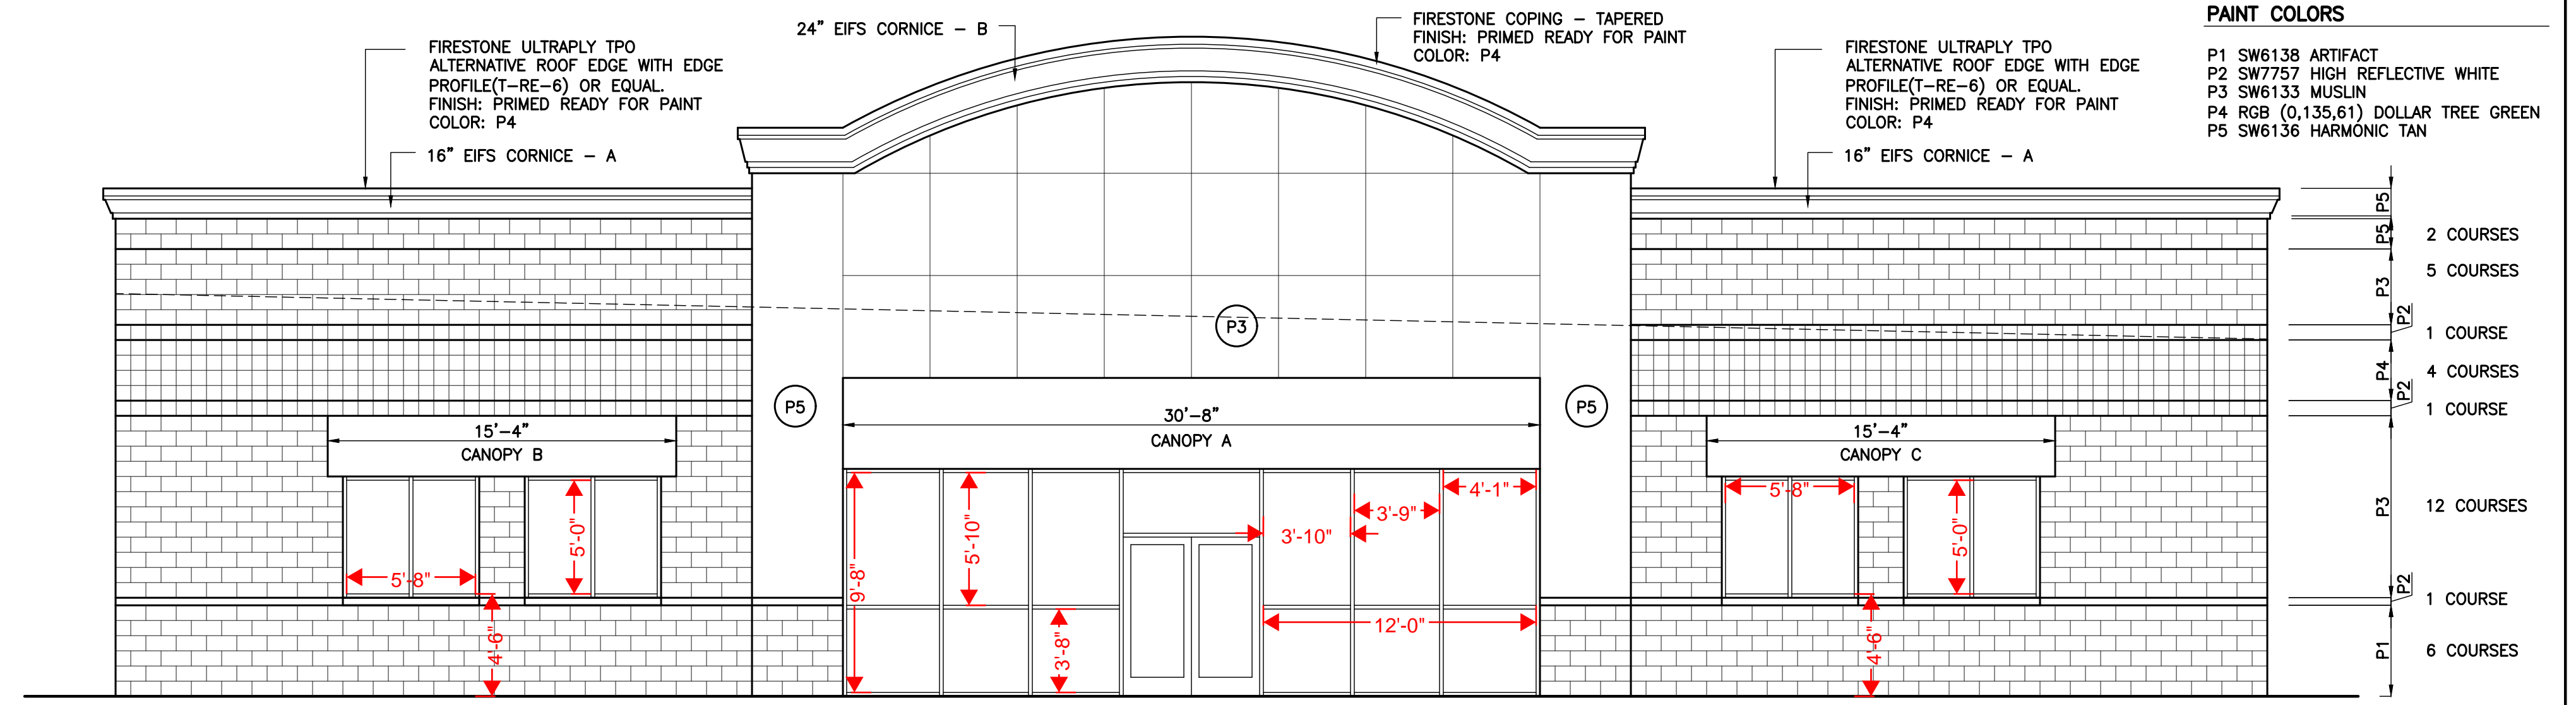 24" EIFS CORNICE – B
FIRESTONE COPING – TAPERED
FINISH: PRIMED READY FOR PAINT
COLOR: P4
FIRESTONE ULTRAPLY TPO
ALTERNATIVE ROOF EDGE WITH EDGE
PROFILE(T–RE–6) OR EQUAL.
FINISH: PRIMED READY FOR PAINT
COLOR: P4
16" EIFS CORNICE – A
FIRESTONE ULTRAPLY TPO
ALTERNATIVE ROOF EDGE WITH EDGE
PROFILE(T–RE–6) OR EQUAL.
FINISH: PRIMED READY FOR PAINT
COLOR: P4
16" EIFS CORNICE – A
PAINT COLORS
P1 SW6138 ARTIFACT
P2 SW7757 HIGH REFLECTIVE WHITE
P3 SW6133 MUSLIN
P4 RGB (0,135,61) DOLLAR TREE GREEN
P5 SW6136 HARMONIC TAN
P3
P5
P5
15'–4"
CANOPY B
30'–8"
CANOPY A
15'–4"
CANOPY C
5'-8"
5'-0"
4'-6"
9'-8"
5'-10"
3'-8"
3'-10"
3'-9"
4'-1"
12'-0"
5'-8"
5'-0"
4'-6"
P5
P5
2 COURSES
P3
5 COURSES
P2
1 COURSE
P4
4 COURSES
P2
1 COURSE
P3
12 COURSES
P2
1 COURSE
P1
6 COURSES